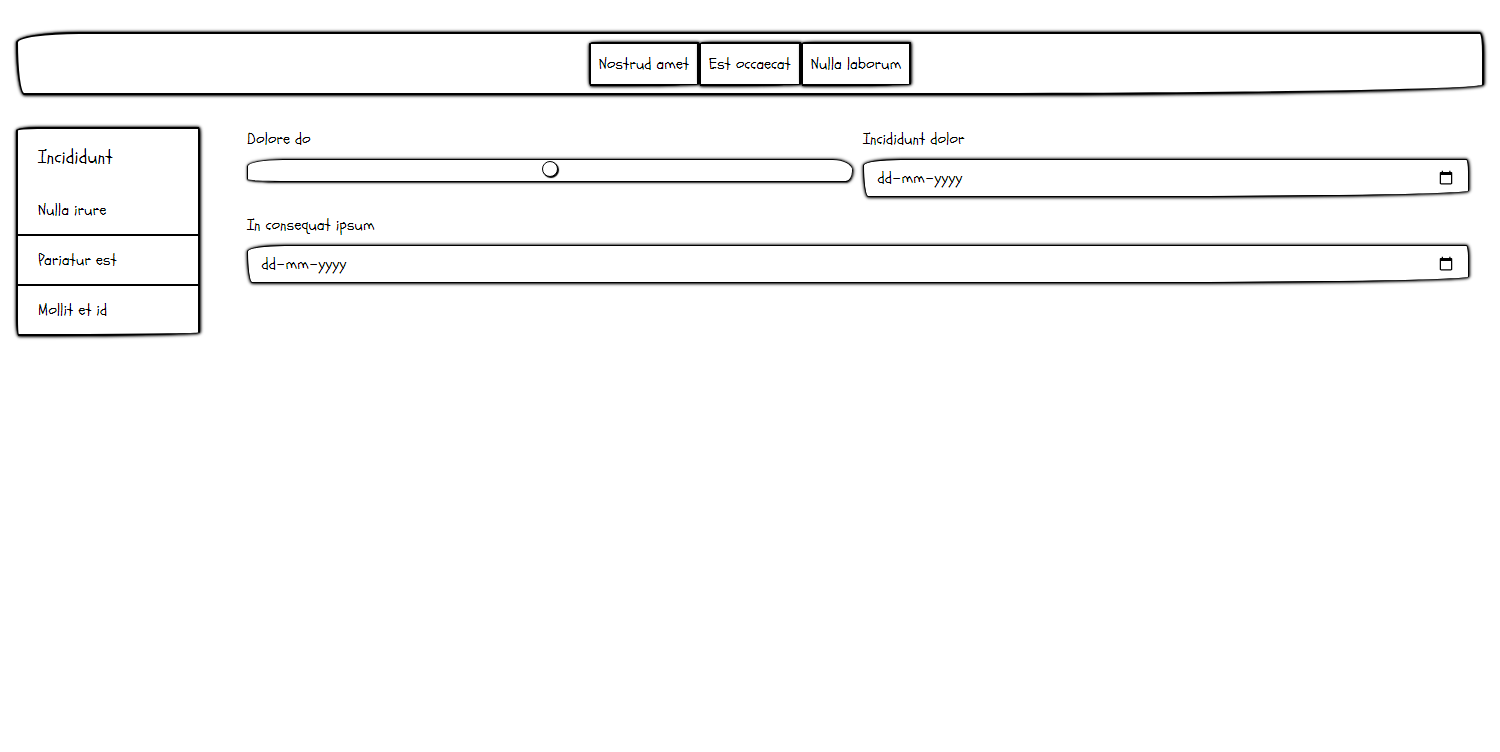 Nostrud amet
Est occaecat
Nulla laborum
Incididunt
Nulla irure
Pariatur est
Mollit et id
Dolore do
Incididunt dolor
dd-mm-yyyy
In consequat ipsum
dd-mm-yyyy